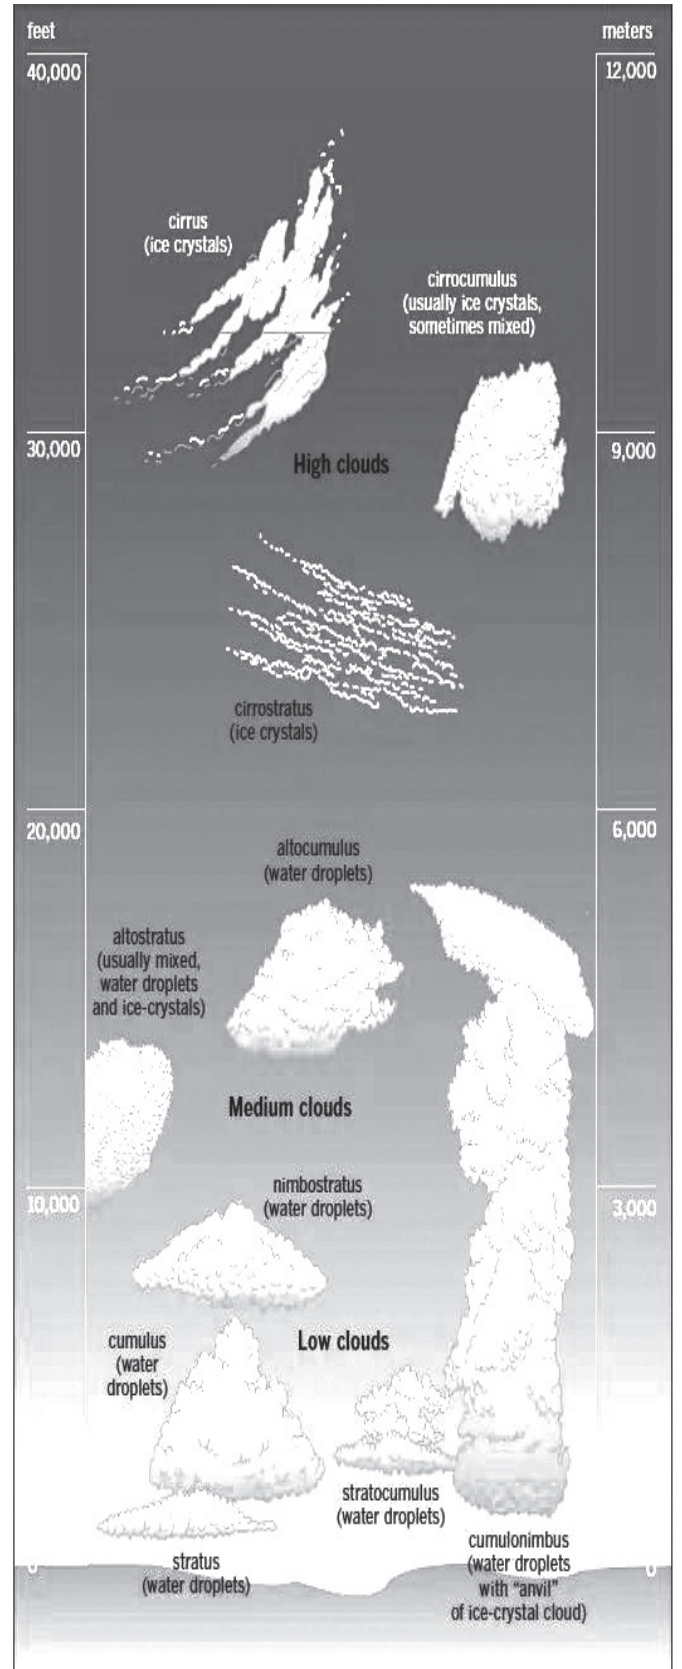 feet
meters
40,000
12,000
cirrus
(ice crystals)
cirrocumulus
(usually ice crystals,
sometimes mixed)
30,000
9,000
High clouds
cirrostratus
(ice crystals)
20,000
6,000
altocumulus
(water droplets)
altostratus
(usually mixed,
water droplets
and ice-crystals)
Medium clouds
nimbostratus
(water droplets)
10,000
3,000
cumulus
(water
droplets)
Low clouds
stratocumulus
(water droplets)
cumulonimbus
(water droplets
with "anvil"
of ice-crystal cloud)
stratus
(water droplets)
0
0